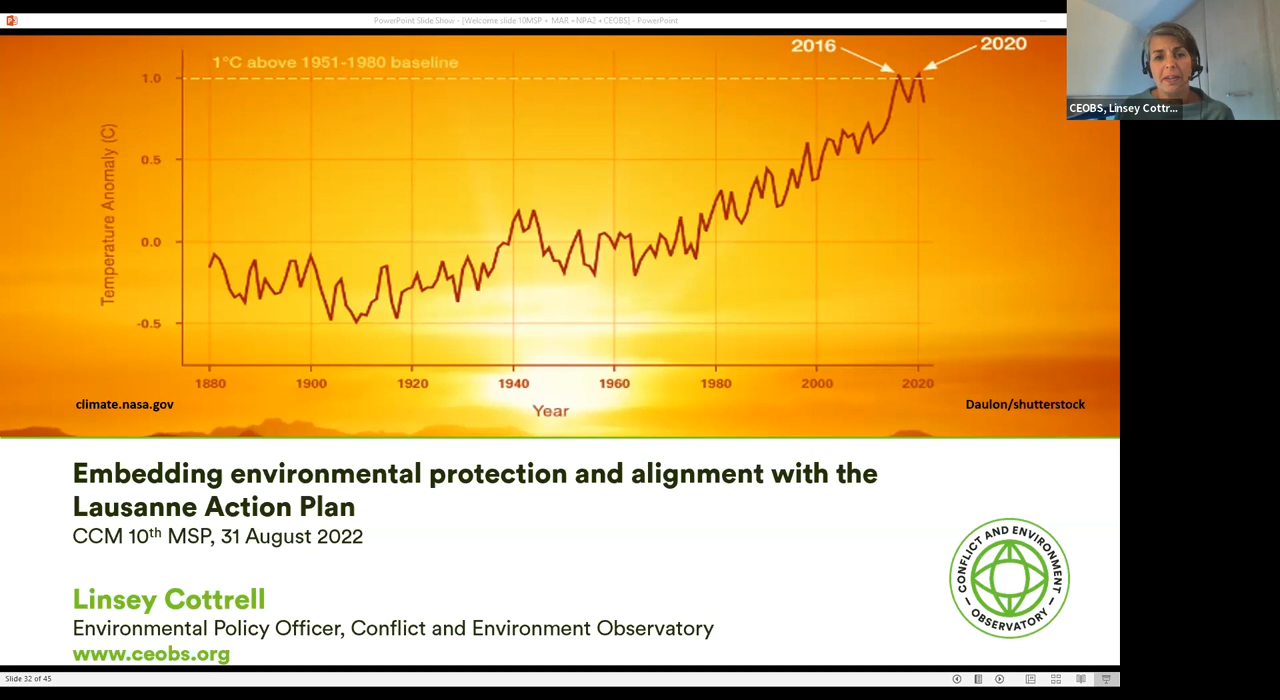 PowerPoint Slide Show - [Welcome slide 10MSP + MAR +NPA2 + CEOBS] - PowerPoint
CEOBS, Linsey Cottr...
2016
2020
1°C above 1951-1980 baseline
1.0
0.5
0.0
-0.5
Temperature Anomaly (C)
1880 1900 1920 1940 1960 1980 2000 2020
Year
climate.nasa.gov
Daulon/shutterstock
Embedding environmental protection and alignment with the
Lausanne Action Plan
CCM 10th MSP, 31 August 2022
Linsey Cottrell
Environmental Policy Officer, Conflict and Environment Observatory
www.ceobs.org
CONFLICT AND ENVIRONMENT
— OBSERVATORY —
Slide 32 of 45